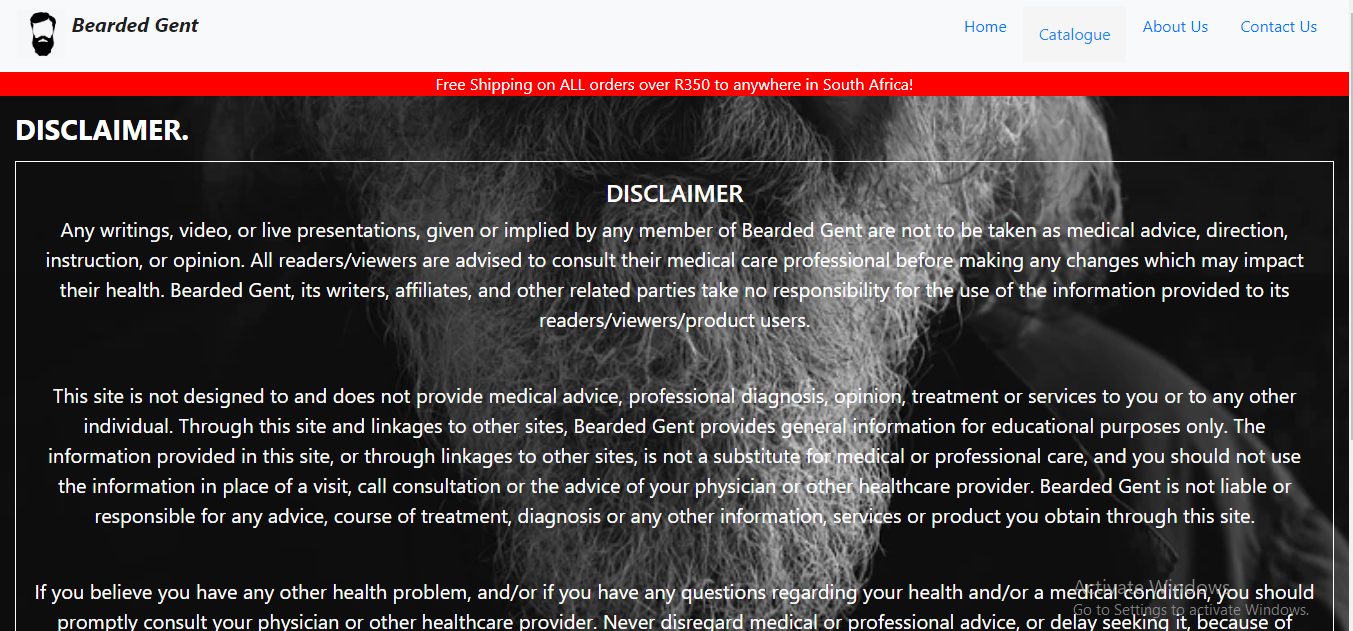 Bearded Gent
Home
Catalogue
About Us
Contact Us
Free Shipping on ALL orders over R350 to anywhere in South Africa!
DISCLAIMER.
DISCLAIMER
Any writings, video, or live presentations, given or implied by any member of Bearded Gent are not to be taken as medical advice, direction,
instruction, or opinion. All readers/viewers are advised to consult their medical care professional before making any changes which may impact
their health. Bearded Gent, its writers, affiliates, and other related parties take no responsibility for the use of the information provided to its
readers/viewers/product users.
This site is not designed to and does not provide medical advice, professional diagnosis, opinion, treatment or services to you or to any other
individual. Through this site and linkages to other sites, Bearded Gent provides general information for educational purposes only. The
information provided in this site, or through linkages to other sites, is not a substitute for medical or professional care, and you should not use
the information in place of a visit, call consultation or the advice of your physician or other healthcare provider. Bearded Gent is not liable or
responsible for any advice, course of treatment, diagnosis or any other information, services or product you obtain through this site.
If you believe you have any other health problem, and/or if you have any questions regarding your health and/or a medical condition, you should
promptly consult your physician or other healthcare provider. Never disregard medical or professional advice, or delay seeking it, because of
Activate Windows
Go to Settings to activate Windows.